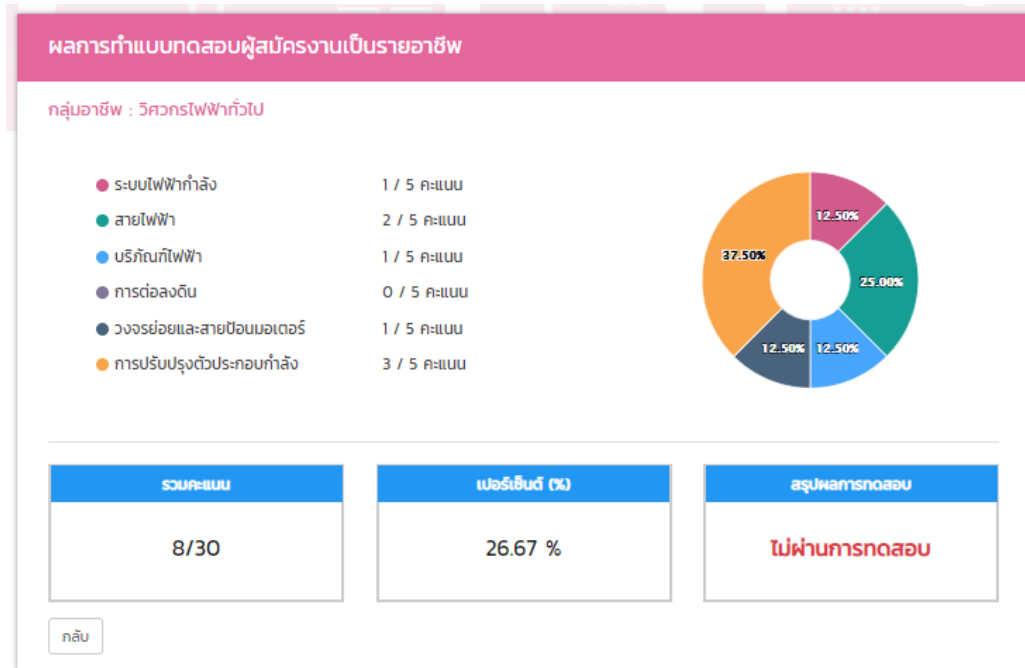 ผลการทำแบบทดสอบผู้สมัครงานเป็นรายอาชีพ
กลุ่มอาชีพ : วิศวกรไฟฟ้าทั่วไป
ระบบไฟฟ้ากำลัง 1 / 5 คะแนน
สายไฟฟ้า 2 / 5 คะแนน
บริภัณฑ์ไฟฟ้า 1 / 5 คะแนน
การต่อลงดิน 0 / 5 คะแนน
วงจรย่อยและสายป้อนมอเตอร์ 1 / 5 คะแนน
การปรับปรุงตัวประกอบกำลัง 3 / 5 คะแนน
12.50%
37.50%
25.00%
12.50% 12.50%
รวมคะแนน
8/30
เปอร์เซ็นต์ (%)
26.67 %
สรุปผลการทดสอบ
ไม่ผ่านการทดสอบ
กลับ